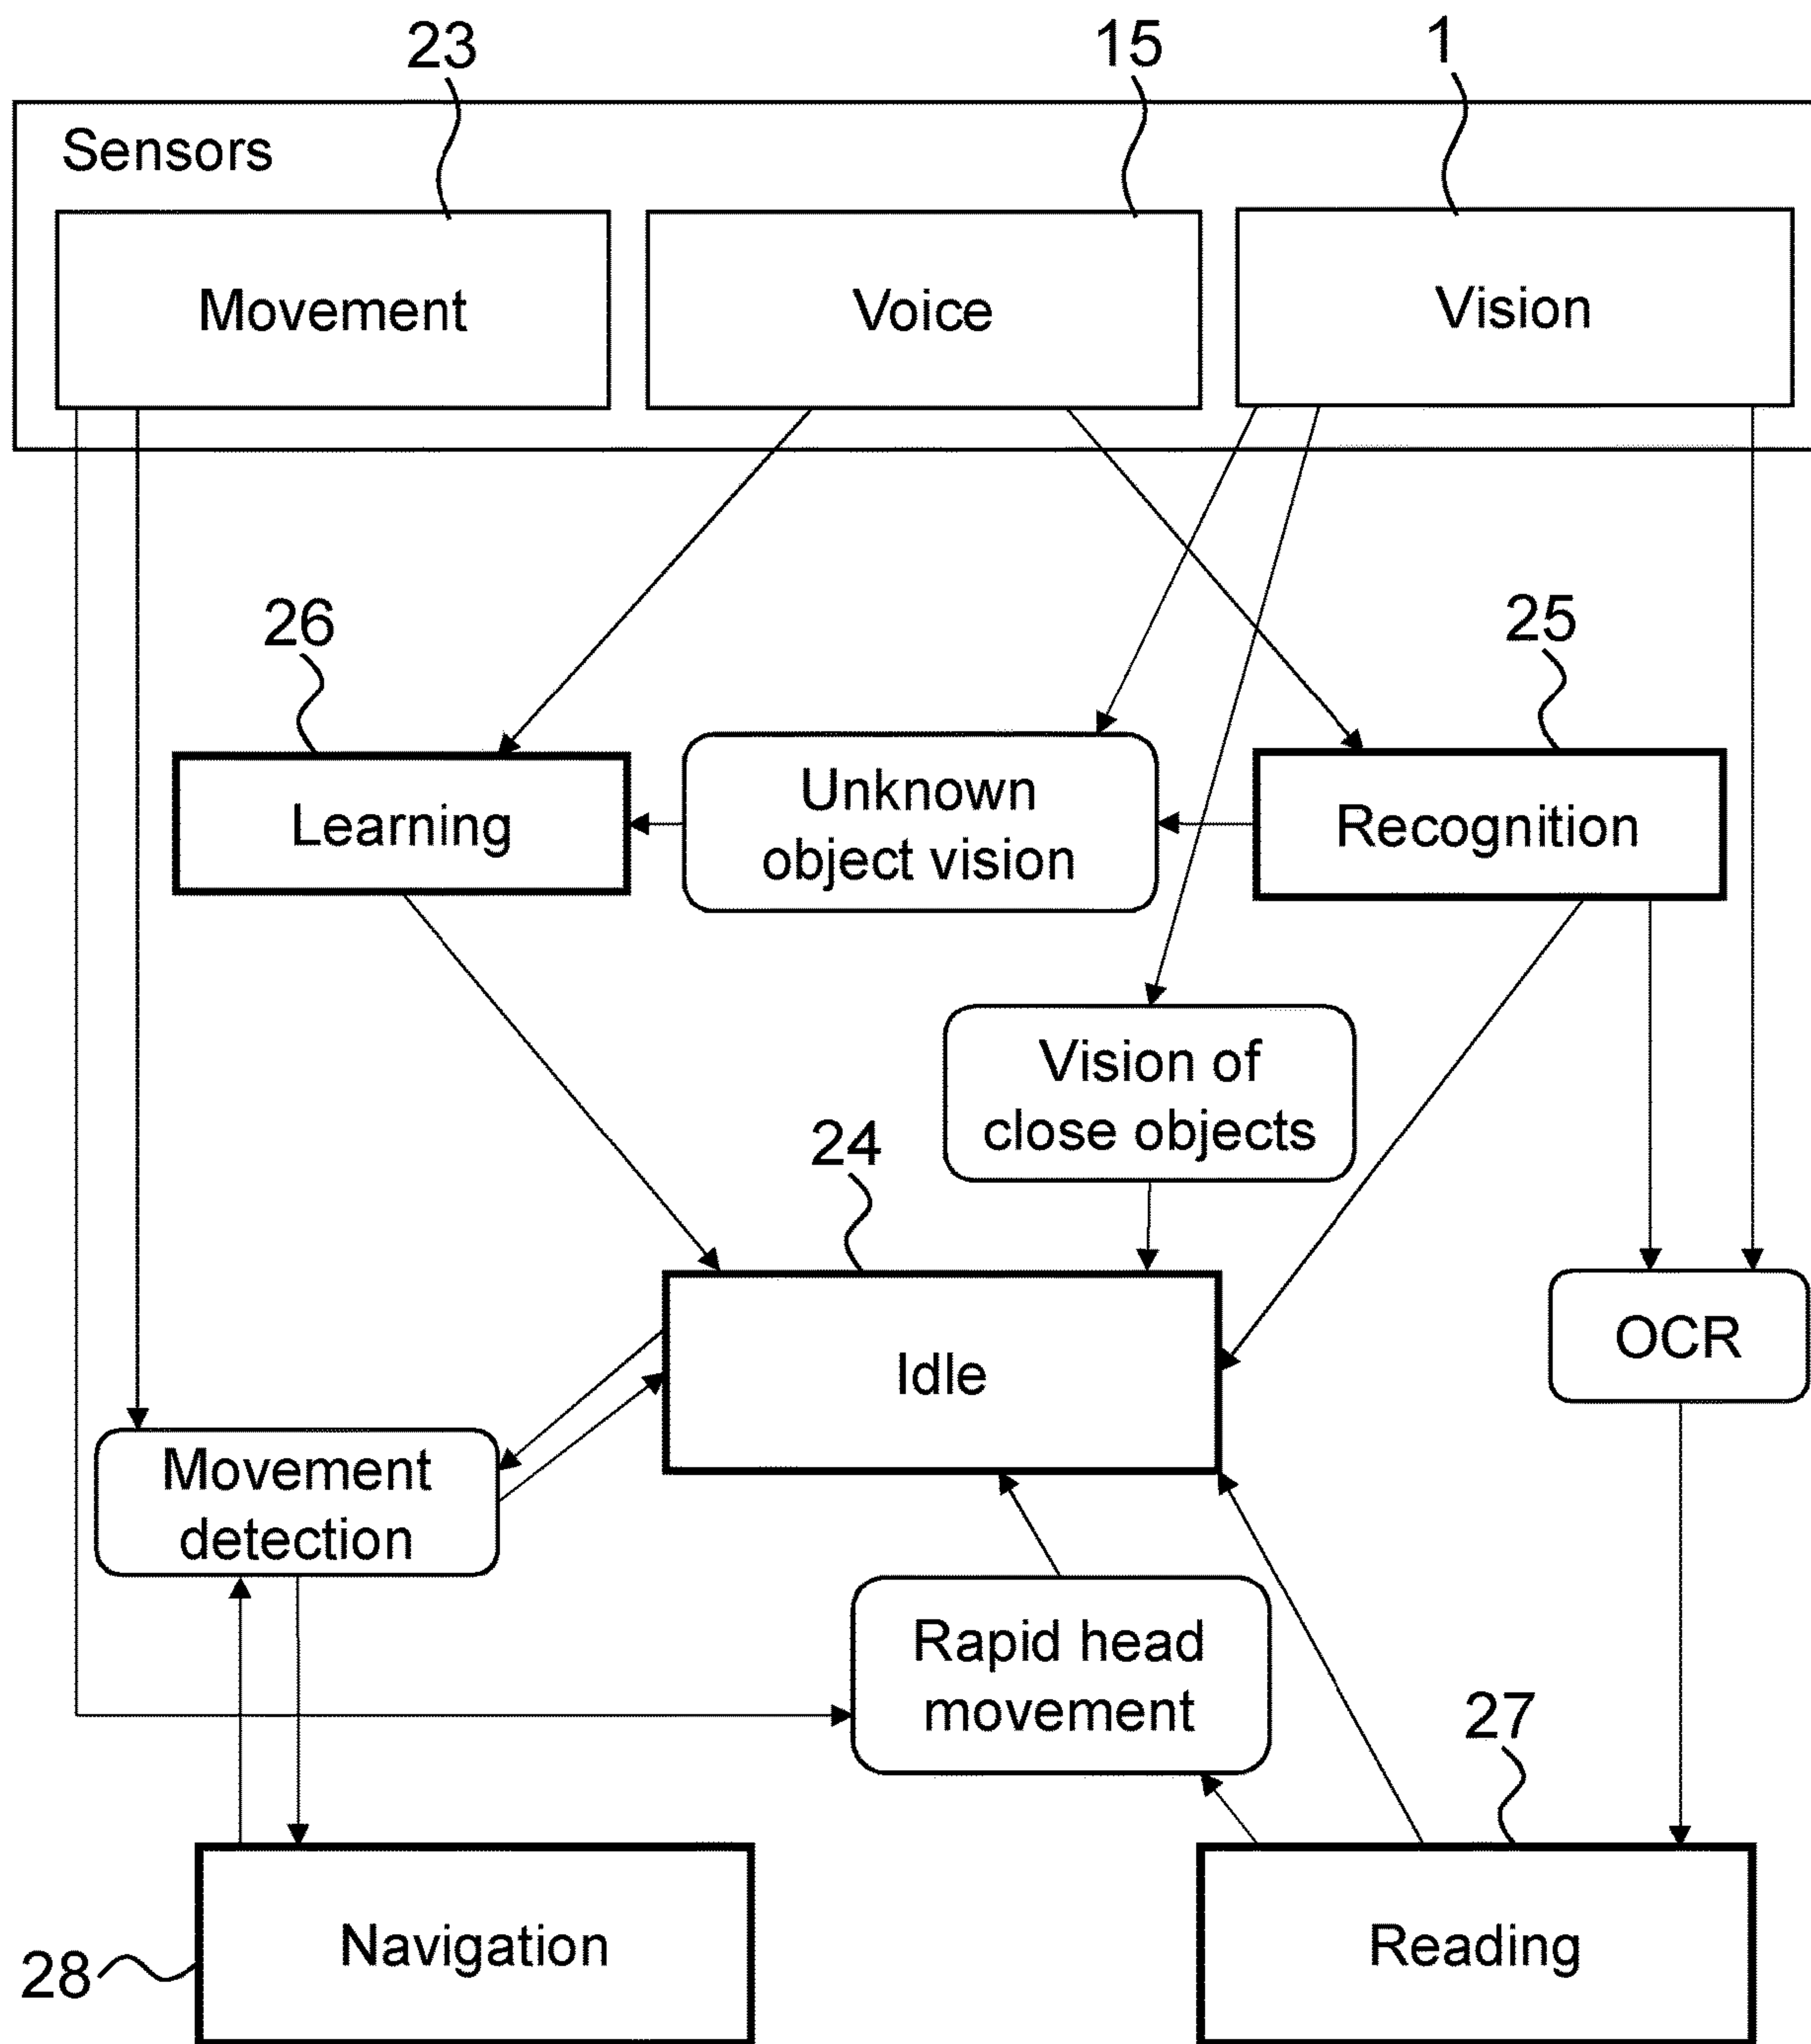 23
15
1
Sensors
Movement
Voice
Vision
26
25
Learning
Unknown
object vision
Recognition
Vision of
close objects
24
Idle
OCR
Movement
detection
Rapid head
movement
27
Navigation
Reading
28